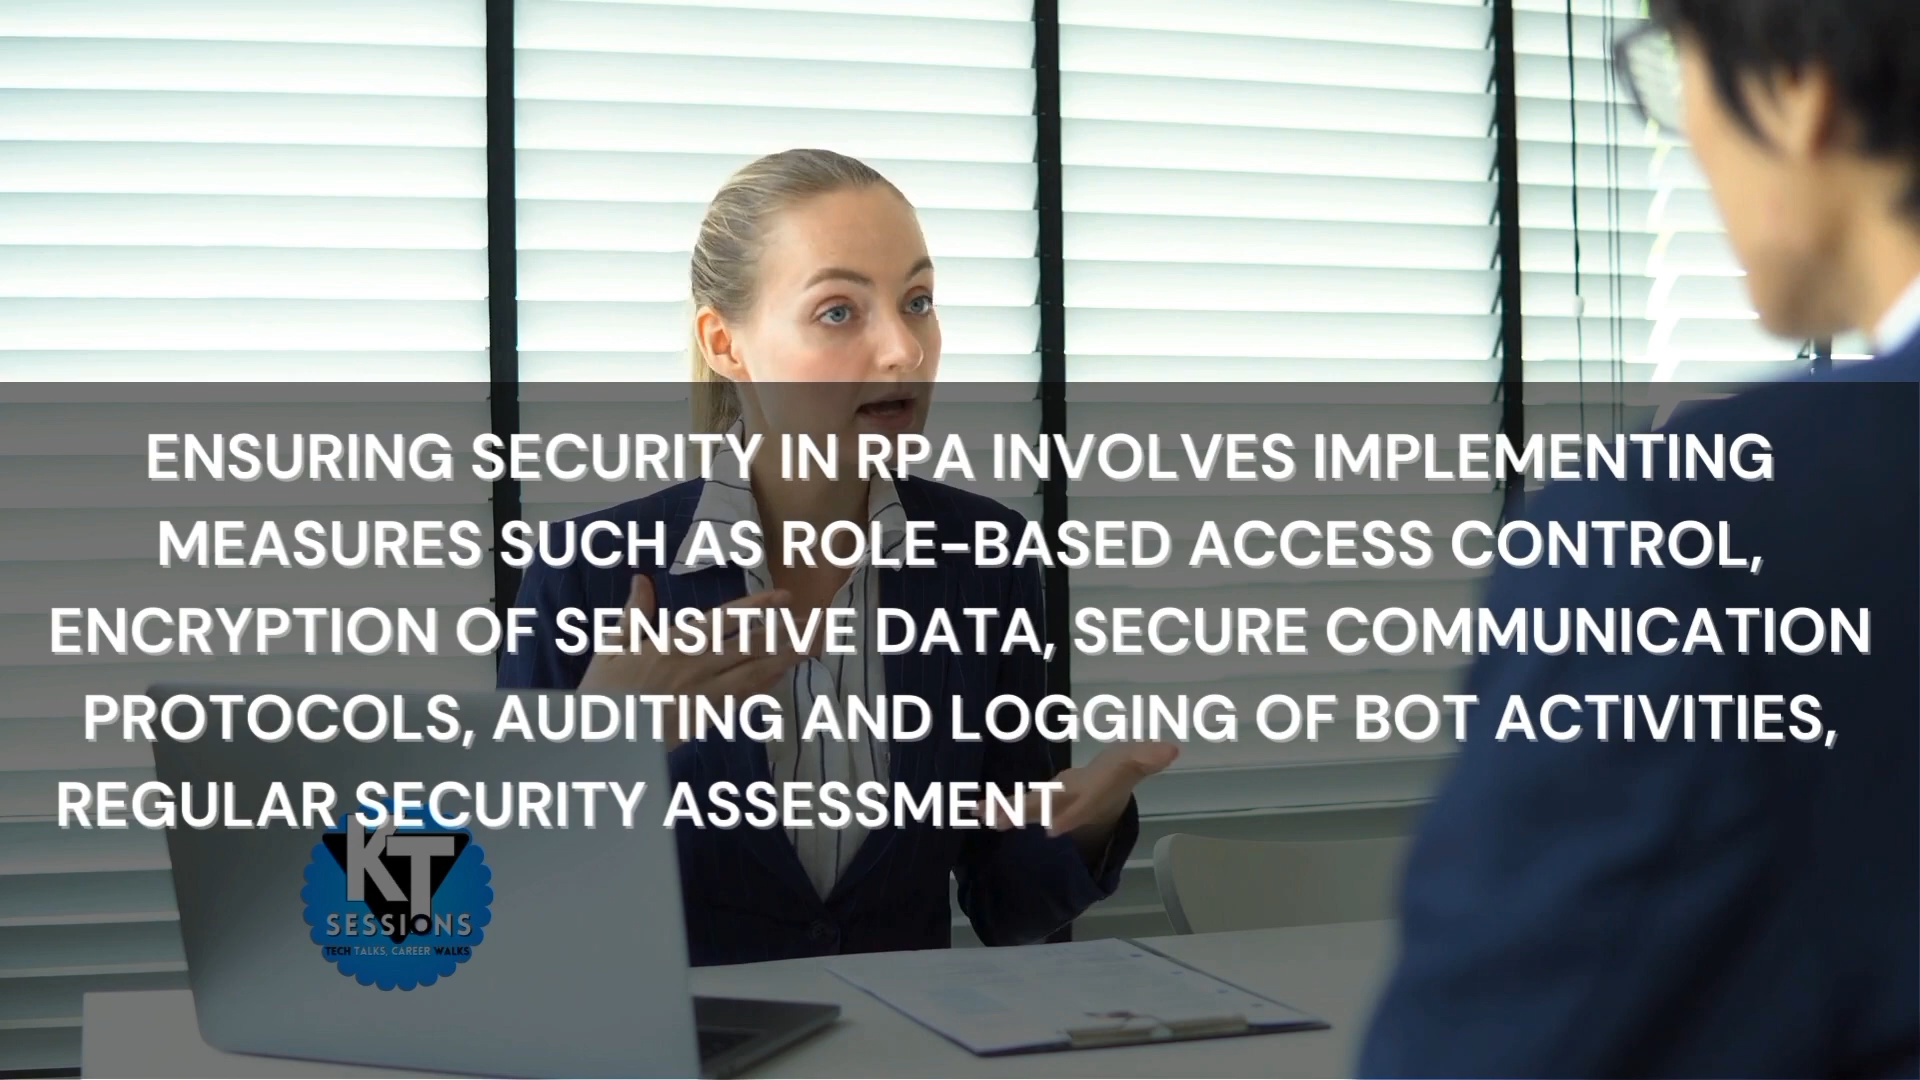 ENSURING SECURITY IN RPA INVOLVES IMPLEMENTING
MEASURES SUCH AS ROLE-BASED ACCESS CONTROL,
ENCRYPTION OF SENSITIVE DATA, SECURE COMMUNICATION
PROTOCOLS, AUDITING AND LOGGING OF BOT ACTIVITIES,
REGULAR SECURITY ASSESSMENT
KT
SESSIONS
TECH TALKS, CAREER WALKS